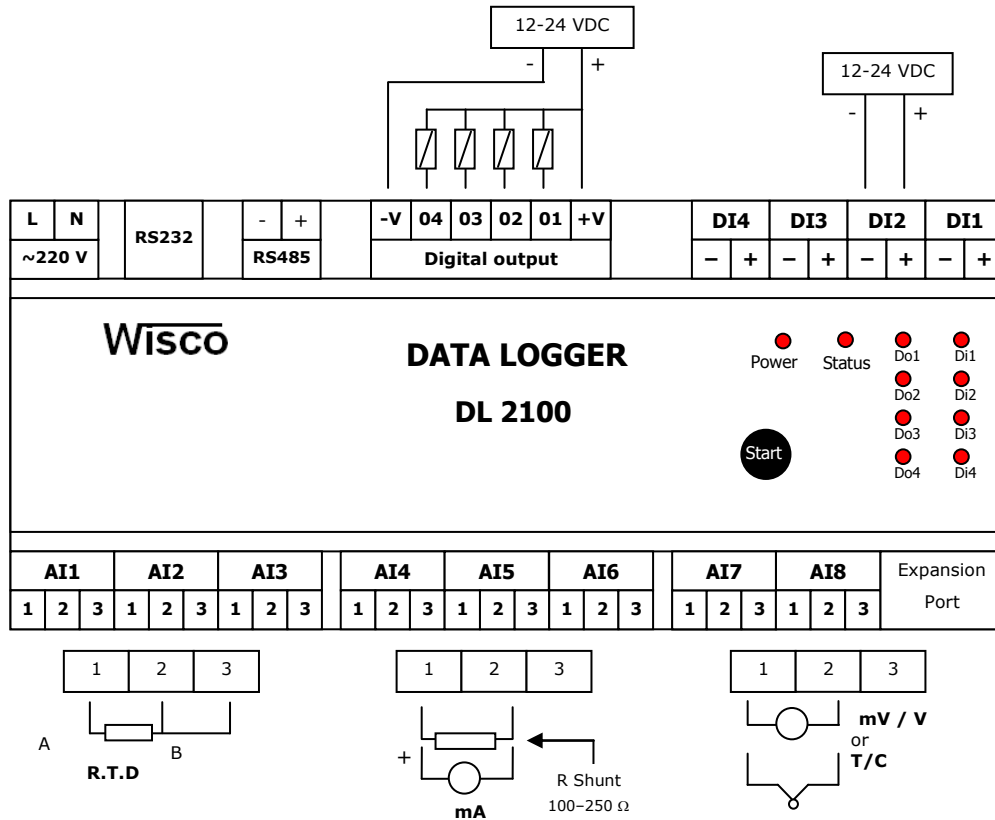 12-24 VDC
- +
12-24 VDC
- +
L N RS232 - + -V 04 03 02 01 +V DI4 DI3 DI2 DI1
~220 V RS485 Digital output − + − + − + − +
Wisco
DATA LOGGER
DL 2100
Power Status Do1 Di1
Do2 Di2
Do3 Di3
Start
Do4 Di4
AI1 AI2 AI3 AI4 AI5 AI6 AI7 AI8 Expansion
Port
1 2 3 1 2 3 1 2 3 1 2 3 1 2 3 1 2 3 1 2 3 1 2 3
1 2 3 1 2 3 1 2 3
A B
R.T.D
+
mA
R Shunt
100–250 Ω
mV / V
or
T/C